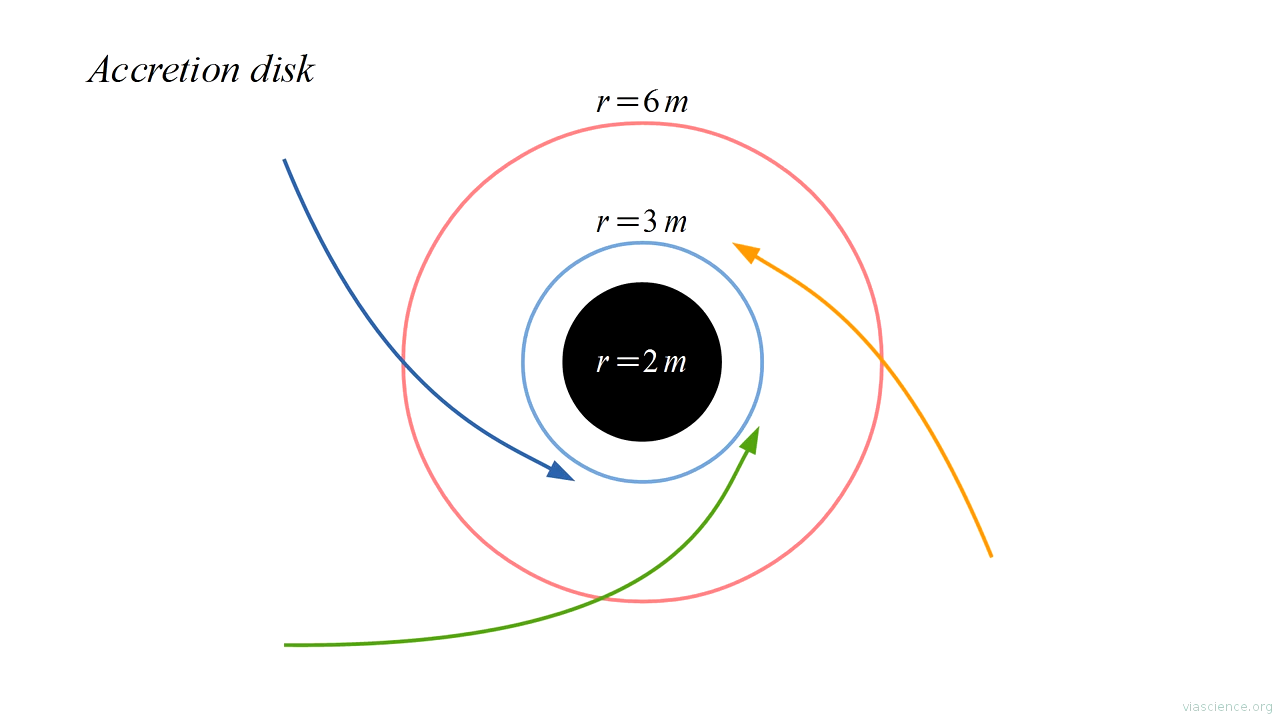 Accretion disk
r = 6 m
r = 3 m
r = 2 m
viascience.org